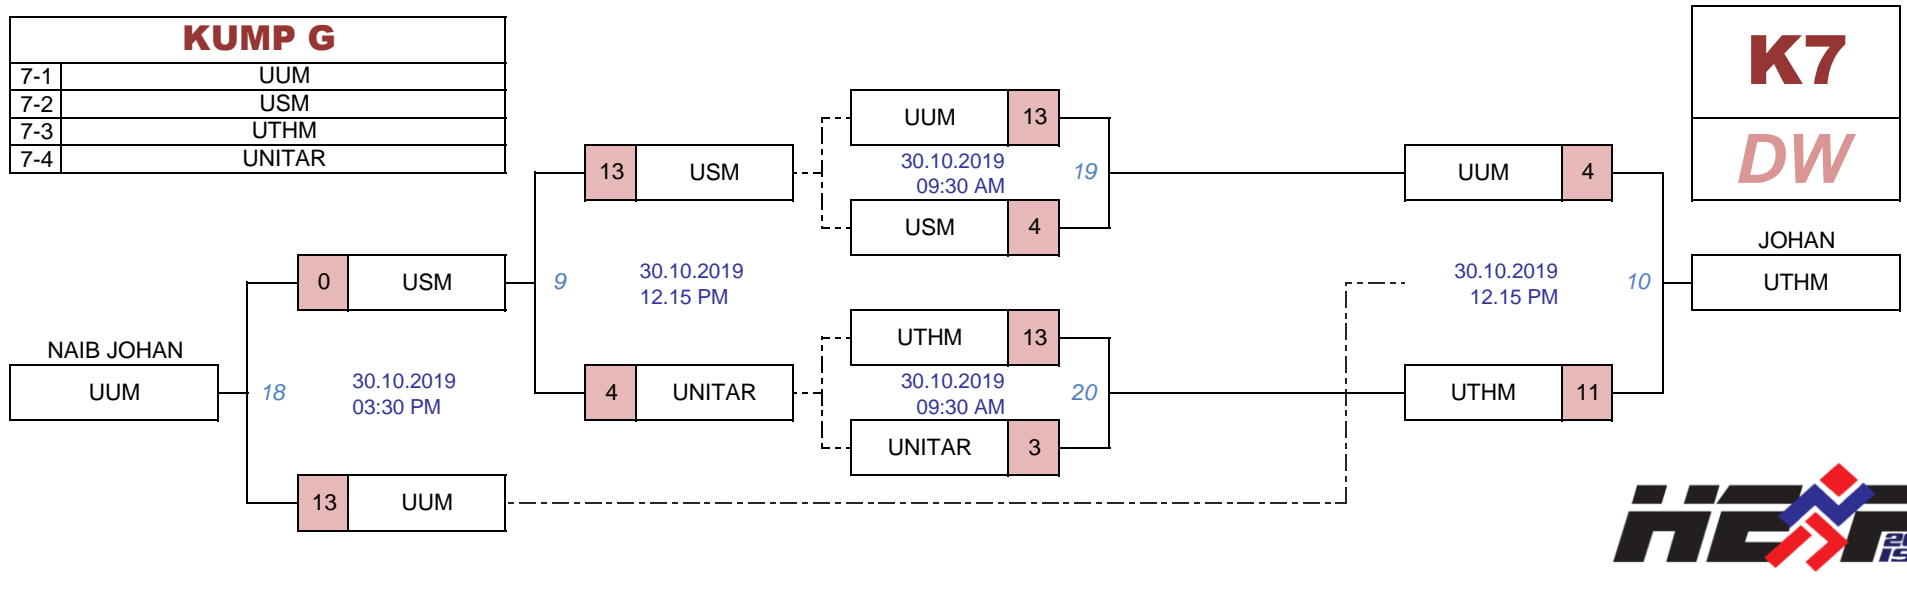 KUMP G
7-1 UUM
7-2 USM
7-3 UTHM
7-4 UNITAR
K7
DW
UUM 13
30.10.2019
09:30 AM
19
USM 4
13 USM
30.10.2019
12.15 PM
9
4 UNITAR
UTHM 13
30.10.2019
09:30 AM
20
UNITAR 3
0 USM
30.10.2019
03:30 PM
18
13 UUM
NAIB JOHAN
UUM
UUM 4
30.10.2019
12.15 PM
10
UTHM 11
JOHAN
UTHM